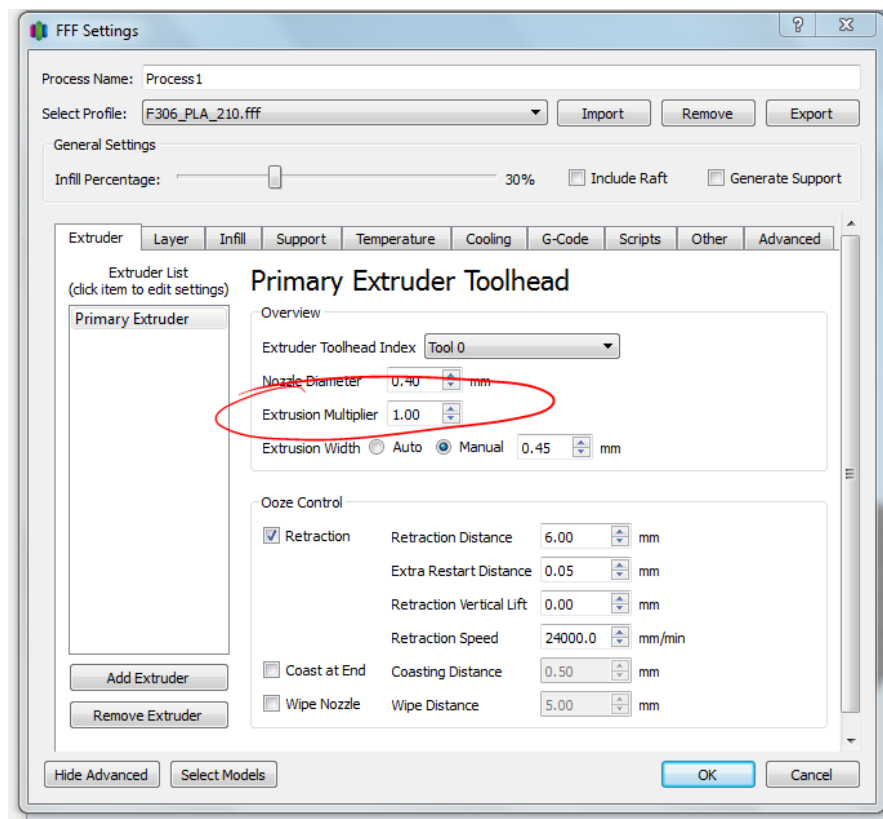 FFF Settings
Process Name: Process1
Select Profile: F306_PLA_210.fff Import Remove Export
General Settings
Infill Percentage: 30% Include Raft Generate Support
Extruder Layer Infill Support Temperature Cooling G-Code Scripts Other Advanced
Extruder List
(click item to edit settings)
Primary Extruder
Primary Extruder Toolhead
Overview
Extruder Toolhead Index Tool 0
Nozzle Diameter 0.40 mm
Extrusion Multiplier 1.00
Extrusion Width Auto Manual 0.45 mm
Ooze Control
Retraction Retraction Distance 6.00 mm
Extra Restart Distance 0.05 mm
Retraction Vertical Lift 0.00 mm
Retraction Speed 24000.0 mm/min
Coast at End Coasting Distance 0.50 mm
Wipe Nozzle Wipe Distance 5.00 mm
Add Extruder
Remove Extruder
Hide Advanced Select Models OK Cancel